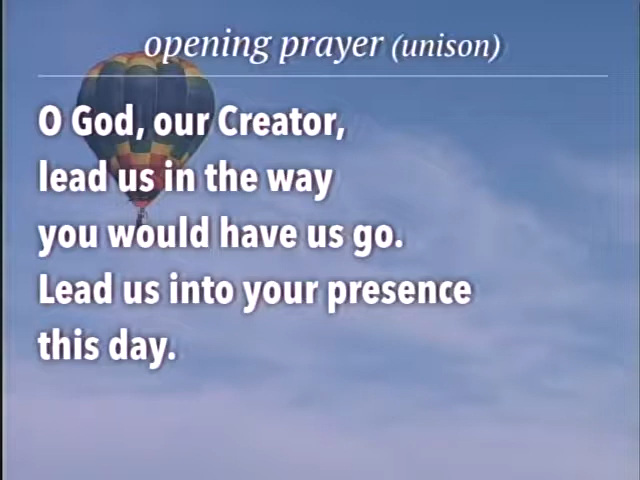 opening prayer (unison)
O God, our Creator,
lead us in the way
you would have us go.
Lead us into your presence
this day.